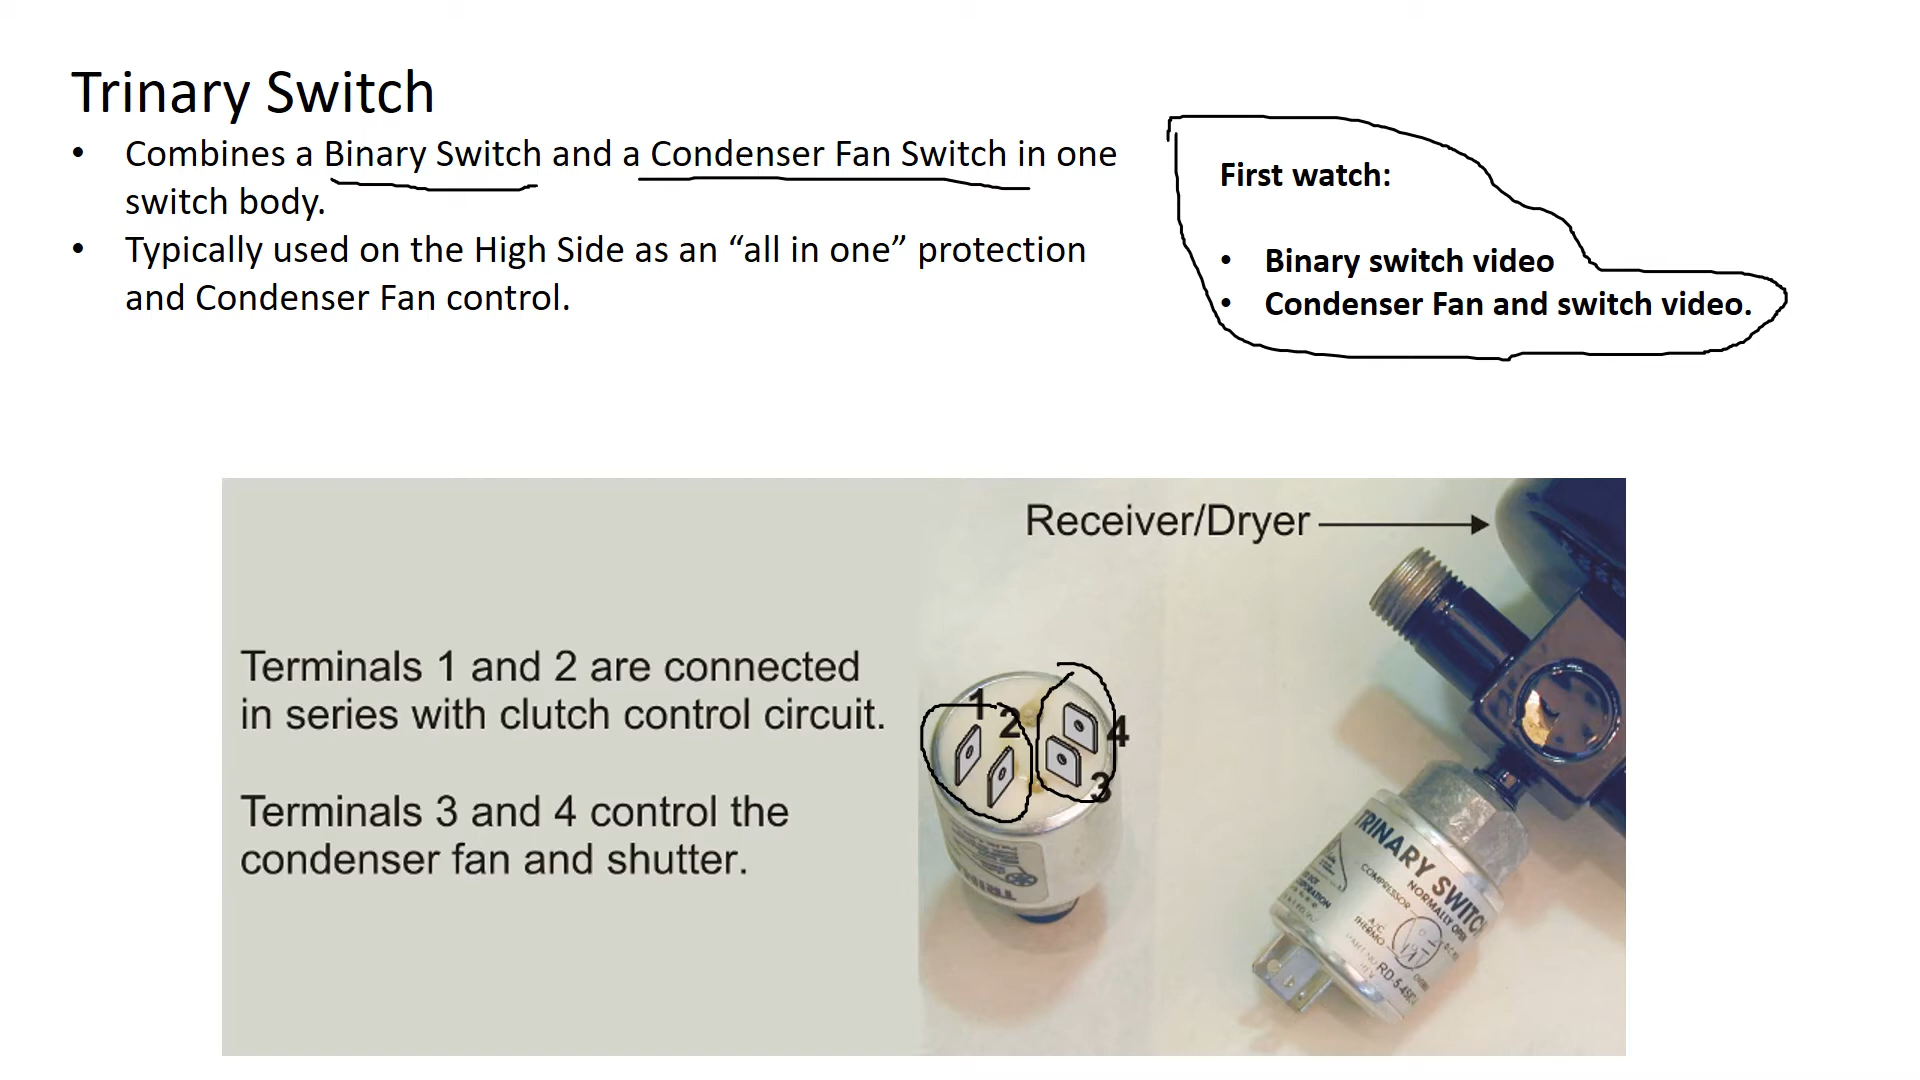 Trinary Switch
• Combines a Binary Switch and a Condenser Fan Switch in one
switch body.
• Typically used on the High Side as an “all in one” protection
and Condenser Fan control.
First watch:
• Binary switch video
• Condenser Fan and switch video.
Receiver/Dryer
Terminals 1 and 2 are connected
in series with clutch control circuit.
Terminals 3 and 4 control the
condenser fan and shutter.
1
2
4
3
TRINARY SWITCH
COMPRESSOR
NORMALLY OPEN
A/C
THERMO